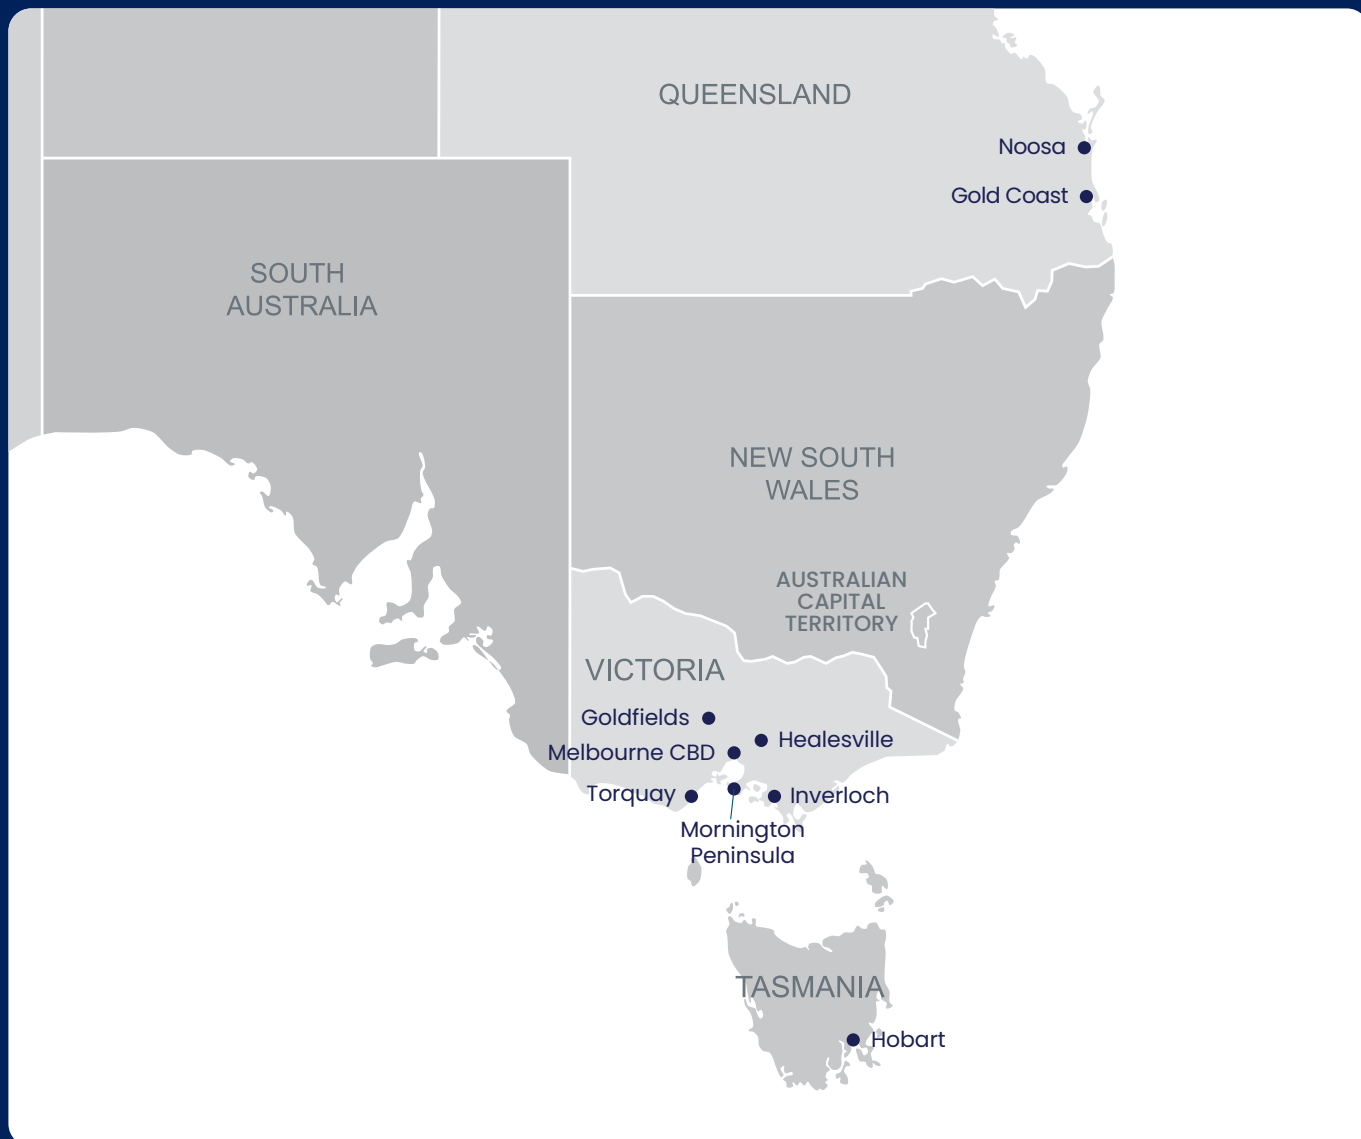 QUEENSLAND
Noosa
Gold Coast
SOUTH
AUSTRALIA
NEW SOUTH
WALES
AUSTRALIAN
CAPITAL
TERRITORY
VICTORIA
Goldfields
Healesville
Melbourne CBD
Torquay
Inverloch
Mornington
Peninsula
TASMANIA
Hobart